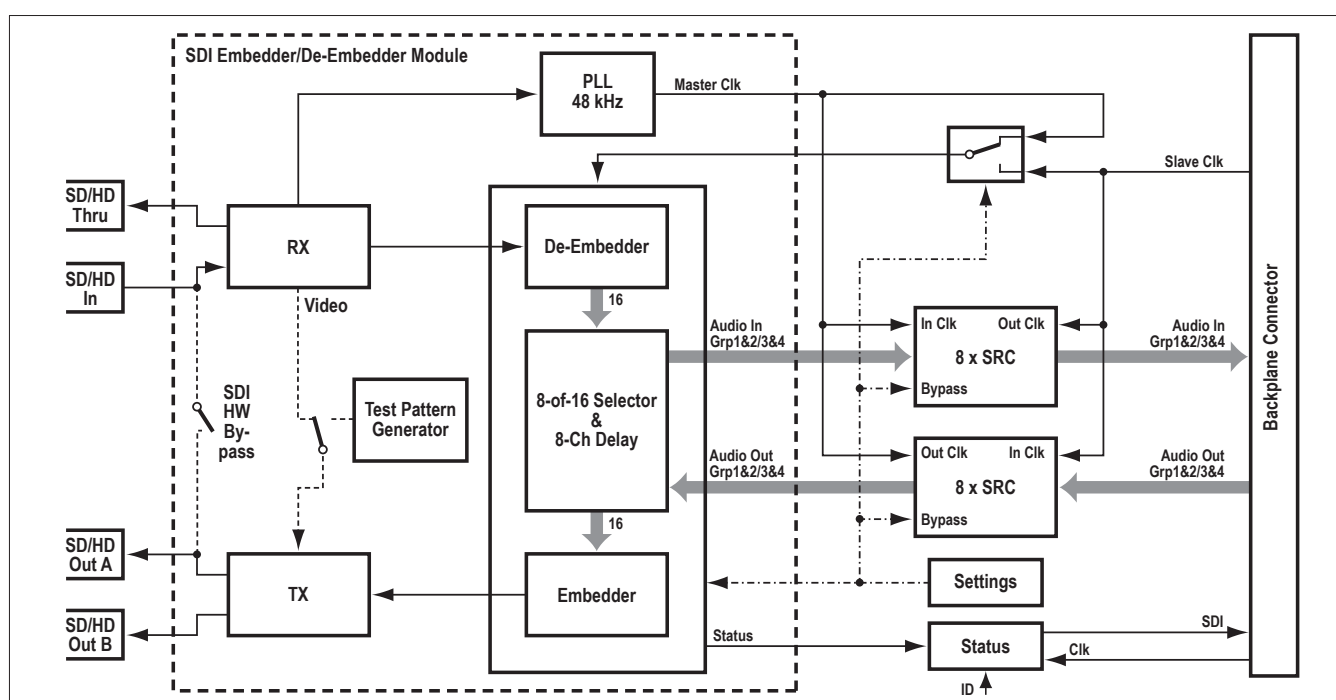 SDI Embedder/De-Embedder Module
PLL
48 kHz
Master Clk
Slave Clk
SD/HD
Thru
RX
De-Embedder
SD/HD
In
Video
16
In Clk
Out Clk
8 x SRC
Bypass
Audio In
Grp1&2/3&4
Audio In
Grp1&2/3&4
Backplane Connector
SDI
HW
By-
pass
Test Pattern
Generator
8-of-16 Selector
&
8-Ch Delay
Audio Out
Grp1&2/3&4
Out Clk
In Clk
8 x SRC
Bypass
Audio Out
Grp1&2/3&4
16
SD/HD
Out A
TX
Embedder
Settings
SD/HD
Out B
Status
Status
SDI
Clk
ID